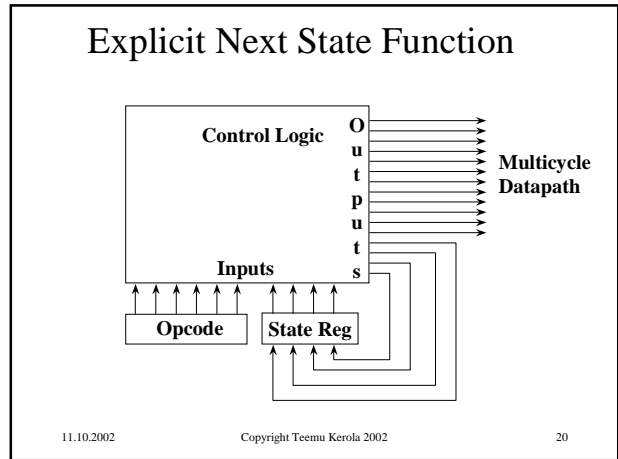 Explicit Next State Function
Control Logic
Outputs
Multicycle
Datapath
Inputs
Opcode
State Reg
11.10.2002
Copyright Teemu Kerola 2002
20